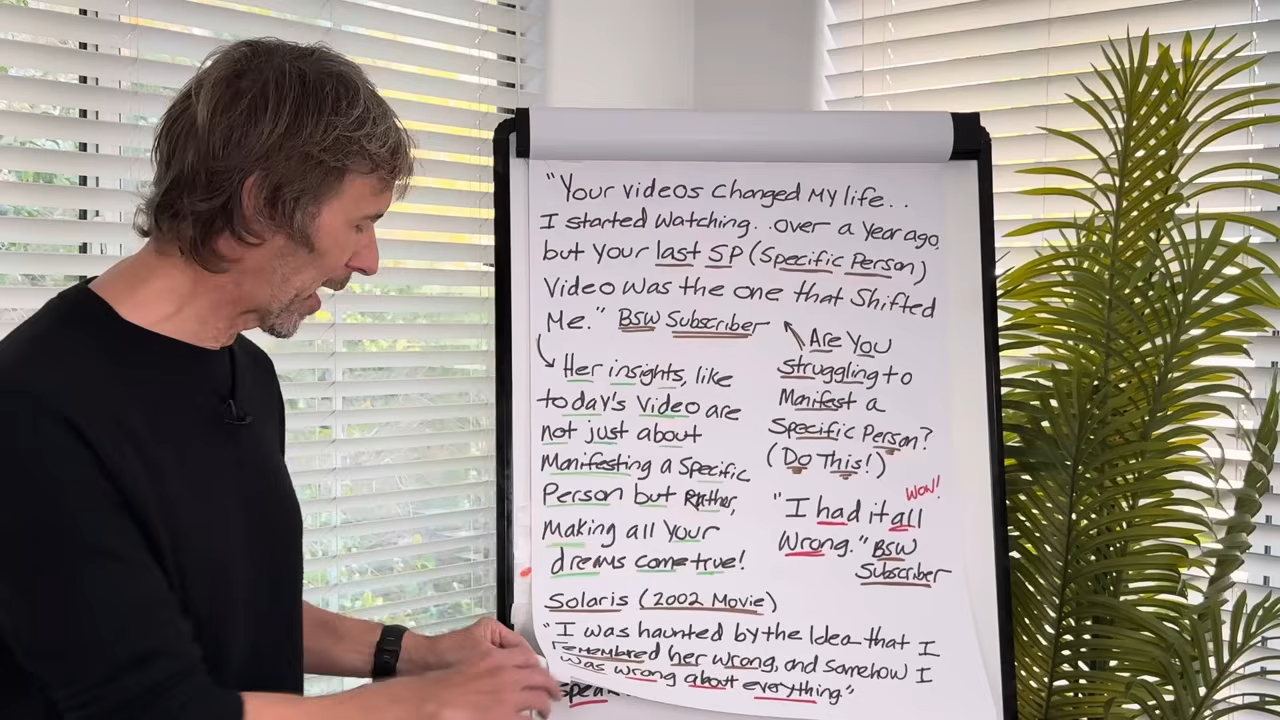 "Your videos changed My life..
I started watching.. over a year ago,
but your last SP (Specific Person)
Video was the one that Shifted
Me." BSW Subscriber
Her insights, like
today's Video are
not just about
Manifesting a Specific
Person but Rather,
Making all Your
dreams come true!
Are You
Struggling to
Manifest a
Specific Person?
(Do This!)
WOW!
"I had it all
Wrong." BSW
Subscriber
Solaris (2002 Movie)
"I was haunted by the Idea that I
remembred her wrong, and Somehow I
was wrong about everything."